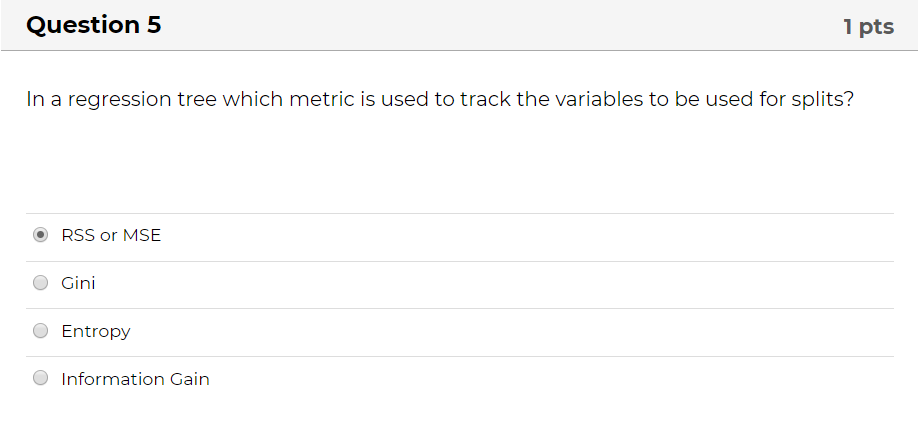 Question 5
1 pts
In a regression tree which metric is used to track the variables to be used for splits?
RSS or MSE
Gini
Entropy
Information Gain